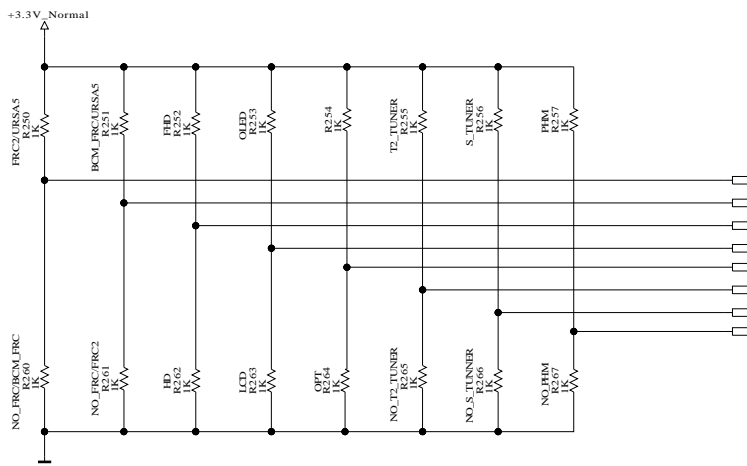 +3.3V_Normal
FRC2/URSA5
R250
1K
BCM_FRC/URSA5
R251
1K
FHD
R252
1K
OLED
R253
1K
R254
1K
T2_TUNER
R255
1K
S_TUNER
R256
1K
PHM
R257
1K
NO_FRC/BCM_FRC
R260
1K
NO_FRC/FRC2
R261
1K
HD
R262
1K
LCD
R263
1K
OPT
R264
1K
NO_T2_TUNER
R265
1K
NO_S_TUNNER
R266
1K
NO_PHM
R267
1K